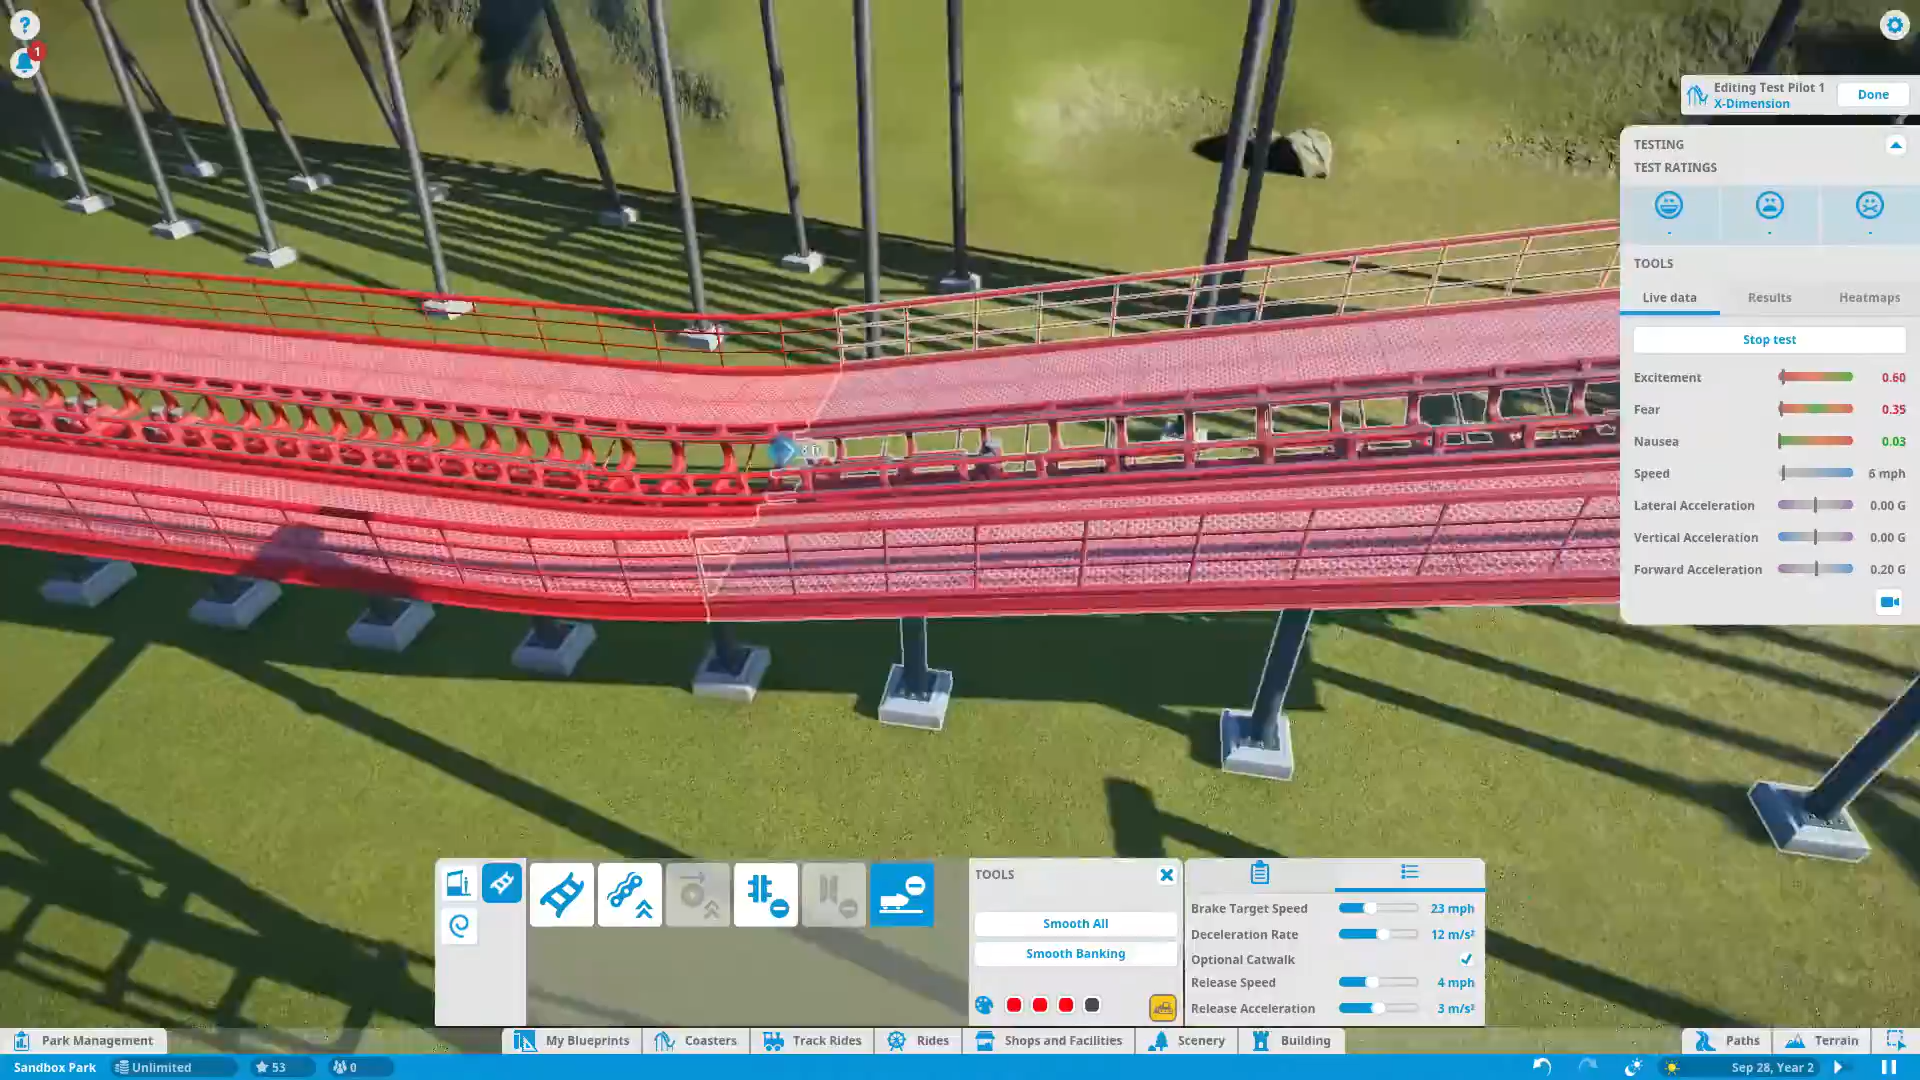 ?
1
Editing Test Pilot 1
X-Dimension
Done
TESTING
TEST RATINGS
-
-
-
TOOLS
Live data
Results
Heatmaps
Stop test
Excitement 0.60
Fear 0.35
Nausea 0.03
Speed 6 mph
Lateral Acceleration 0.00 G
Vertical Acceleration 0.00 G
Forward Acceleration 0.20 G
TOOLS
Smooth All
Smooth Banking
Brake Target Speed 23 mph
Deceleration Rate 12 m/s²
Optional Catwalk
Release Speed 4 mph
Release Acceleration 3 m/s²
Park Management
My Blueprints
Coasters
Track Rides
Rides
Shops and Facilities
Scenery
Building
Paths
Terrain
Sandbox Park
Unlimited
53
0
Sep 28, Year 2